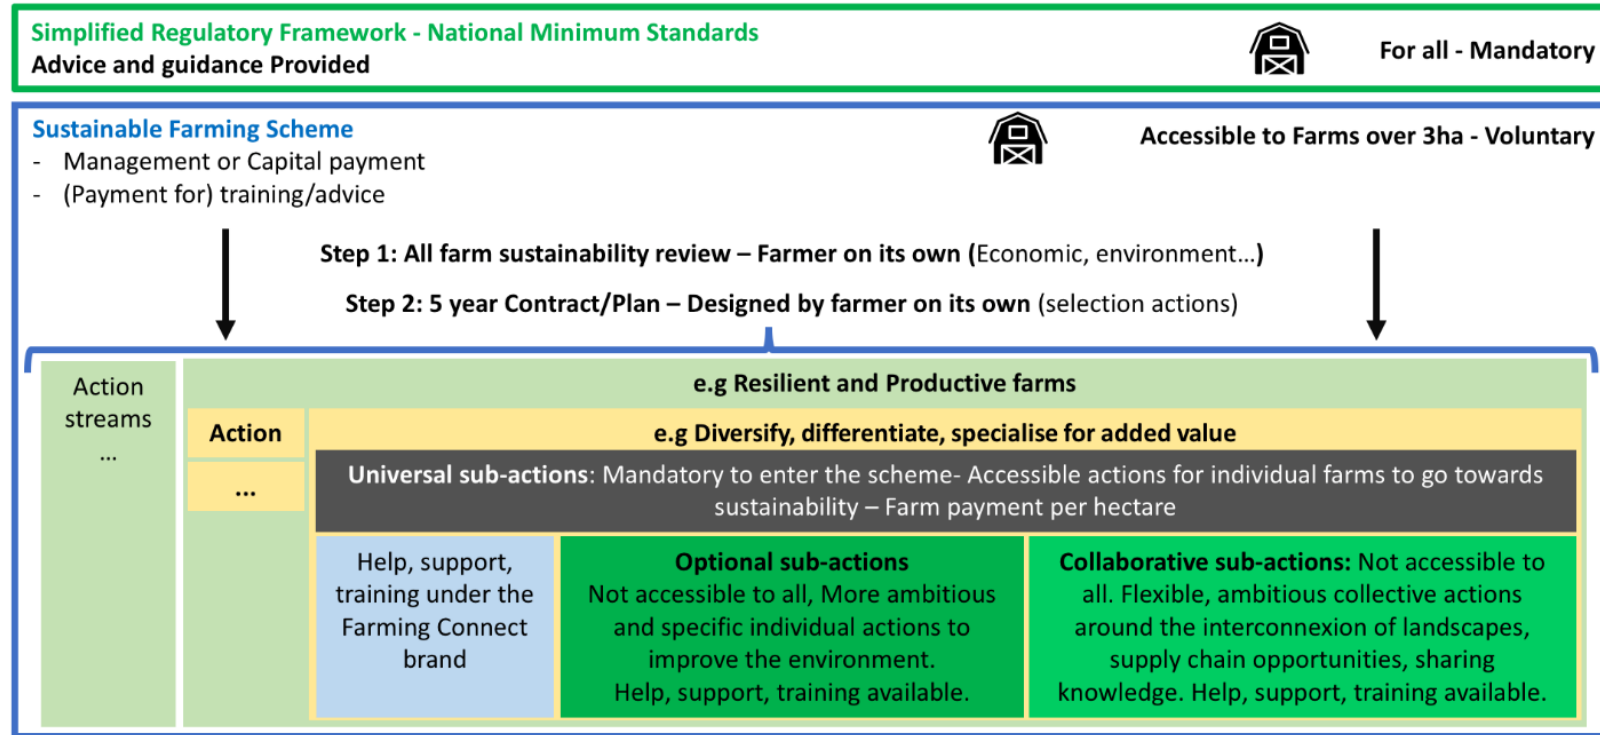 Simplified Regulatory Framework - National Minimum Standards
Advice and guidance Provided
For all - Mandatory
Sustainable Farming Scheme
- Management or Capital payment
- (Payment for) training/advice
Accessible to Farms over 3ha - Voluntary
Step 1: All farm sustainability review – Farmer on its own (Economic, environment...)
Step 2: 5 year Contract/Plan – Designed by farmer on its own (selection actions)
Action
streams
...
e.g Resilient and Productive farms
Action
...
e.g Diversify, differentiate, specialise for added value
Universal sub-actions: Mandatory to enter the scheme- Accessible actions for individual farms to go towards
sustainability – Farm payment per hectare
Help, support,
training under the
Farming Connect
brand
Optional sub-actions
Not accessible to all, More ambitious
and specific individual actions to
improve the environment.
Help, support, training available.
Collaborative sub-actions: Not accessible to
all. Flexible, ambitious collective actions
around the interconnexion of landscapes,
supply chain opportunities, sharing
knowledge. Help, support, training available.